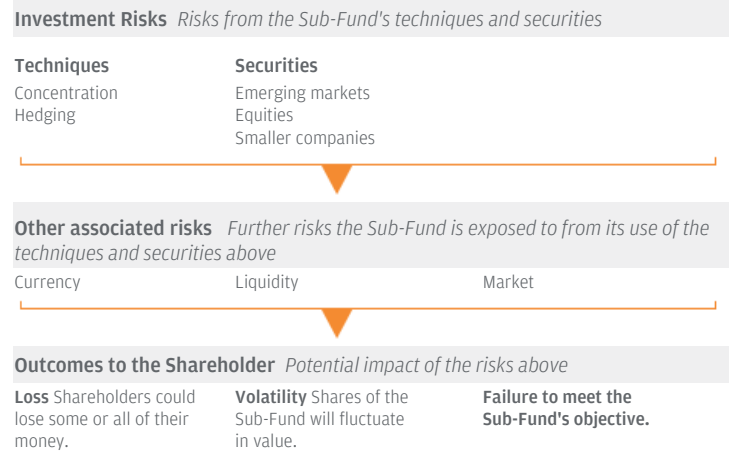 Investment Risks Risks from the Sub-Fund's techniques and securities
Techniques
Concentration
Hedging
Securities
Emerging markets
Equities
Smaller companies
Other associated risks Further risks the Sub-Fund is exposed to from its use of the
techniques and securities above
Currency
Liquidity
Market
Outcomes to the Shareholder Potential impact of the risks above
Loss Shareholders could
lose some or all of their
money.
Volatility Shares of the
Sub-Fund will fluctuate
in value.
Failure to meet the
Sub-Fund's objective.